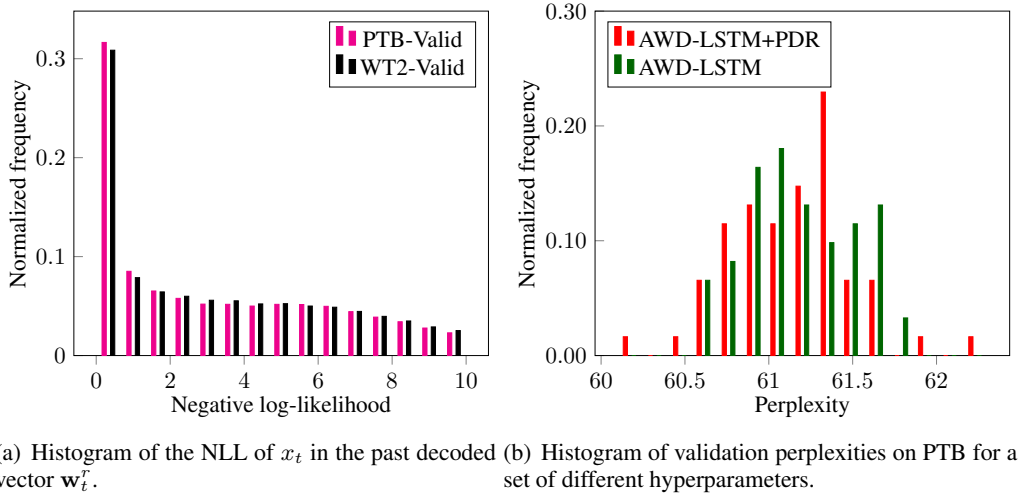 0.3
0.2
0.1
0
Normalized frequency
PTB-Valid
WT2-Valid
0 2 4 6 8 10
Negative log-likelihood
0.30
0.20
0.10
0.00
Normalized frequency
AWD-LSTM+PDR
AWD-LSTM
60 60.5 61 61.5 62
Perplexity
a) Histogram of the NLL of x_t in the past decoded
vector w_t^r.
(b) Histogram of validation perplexities on PTB for a
set of different hyperparameters.